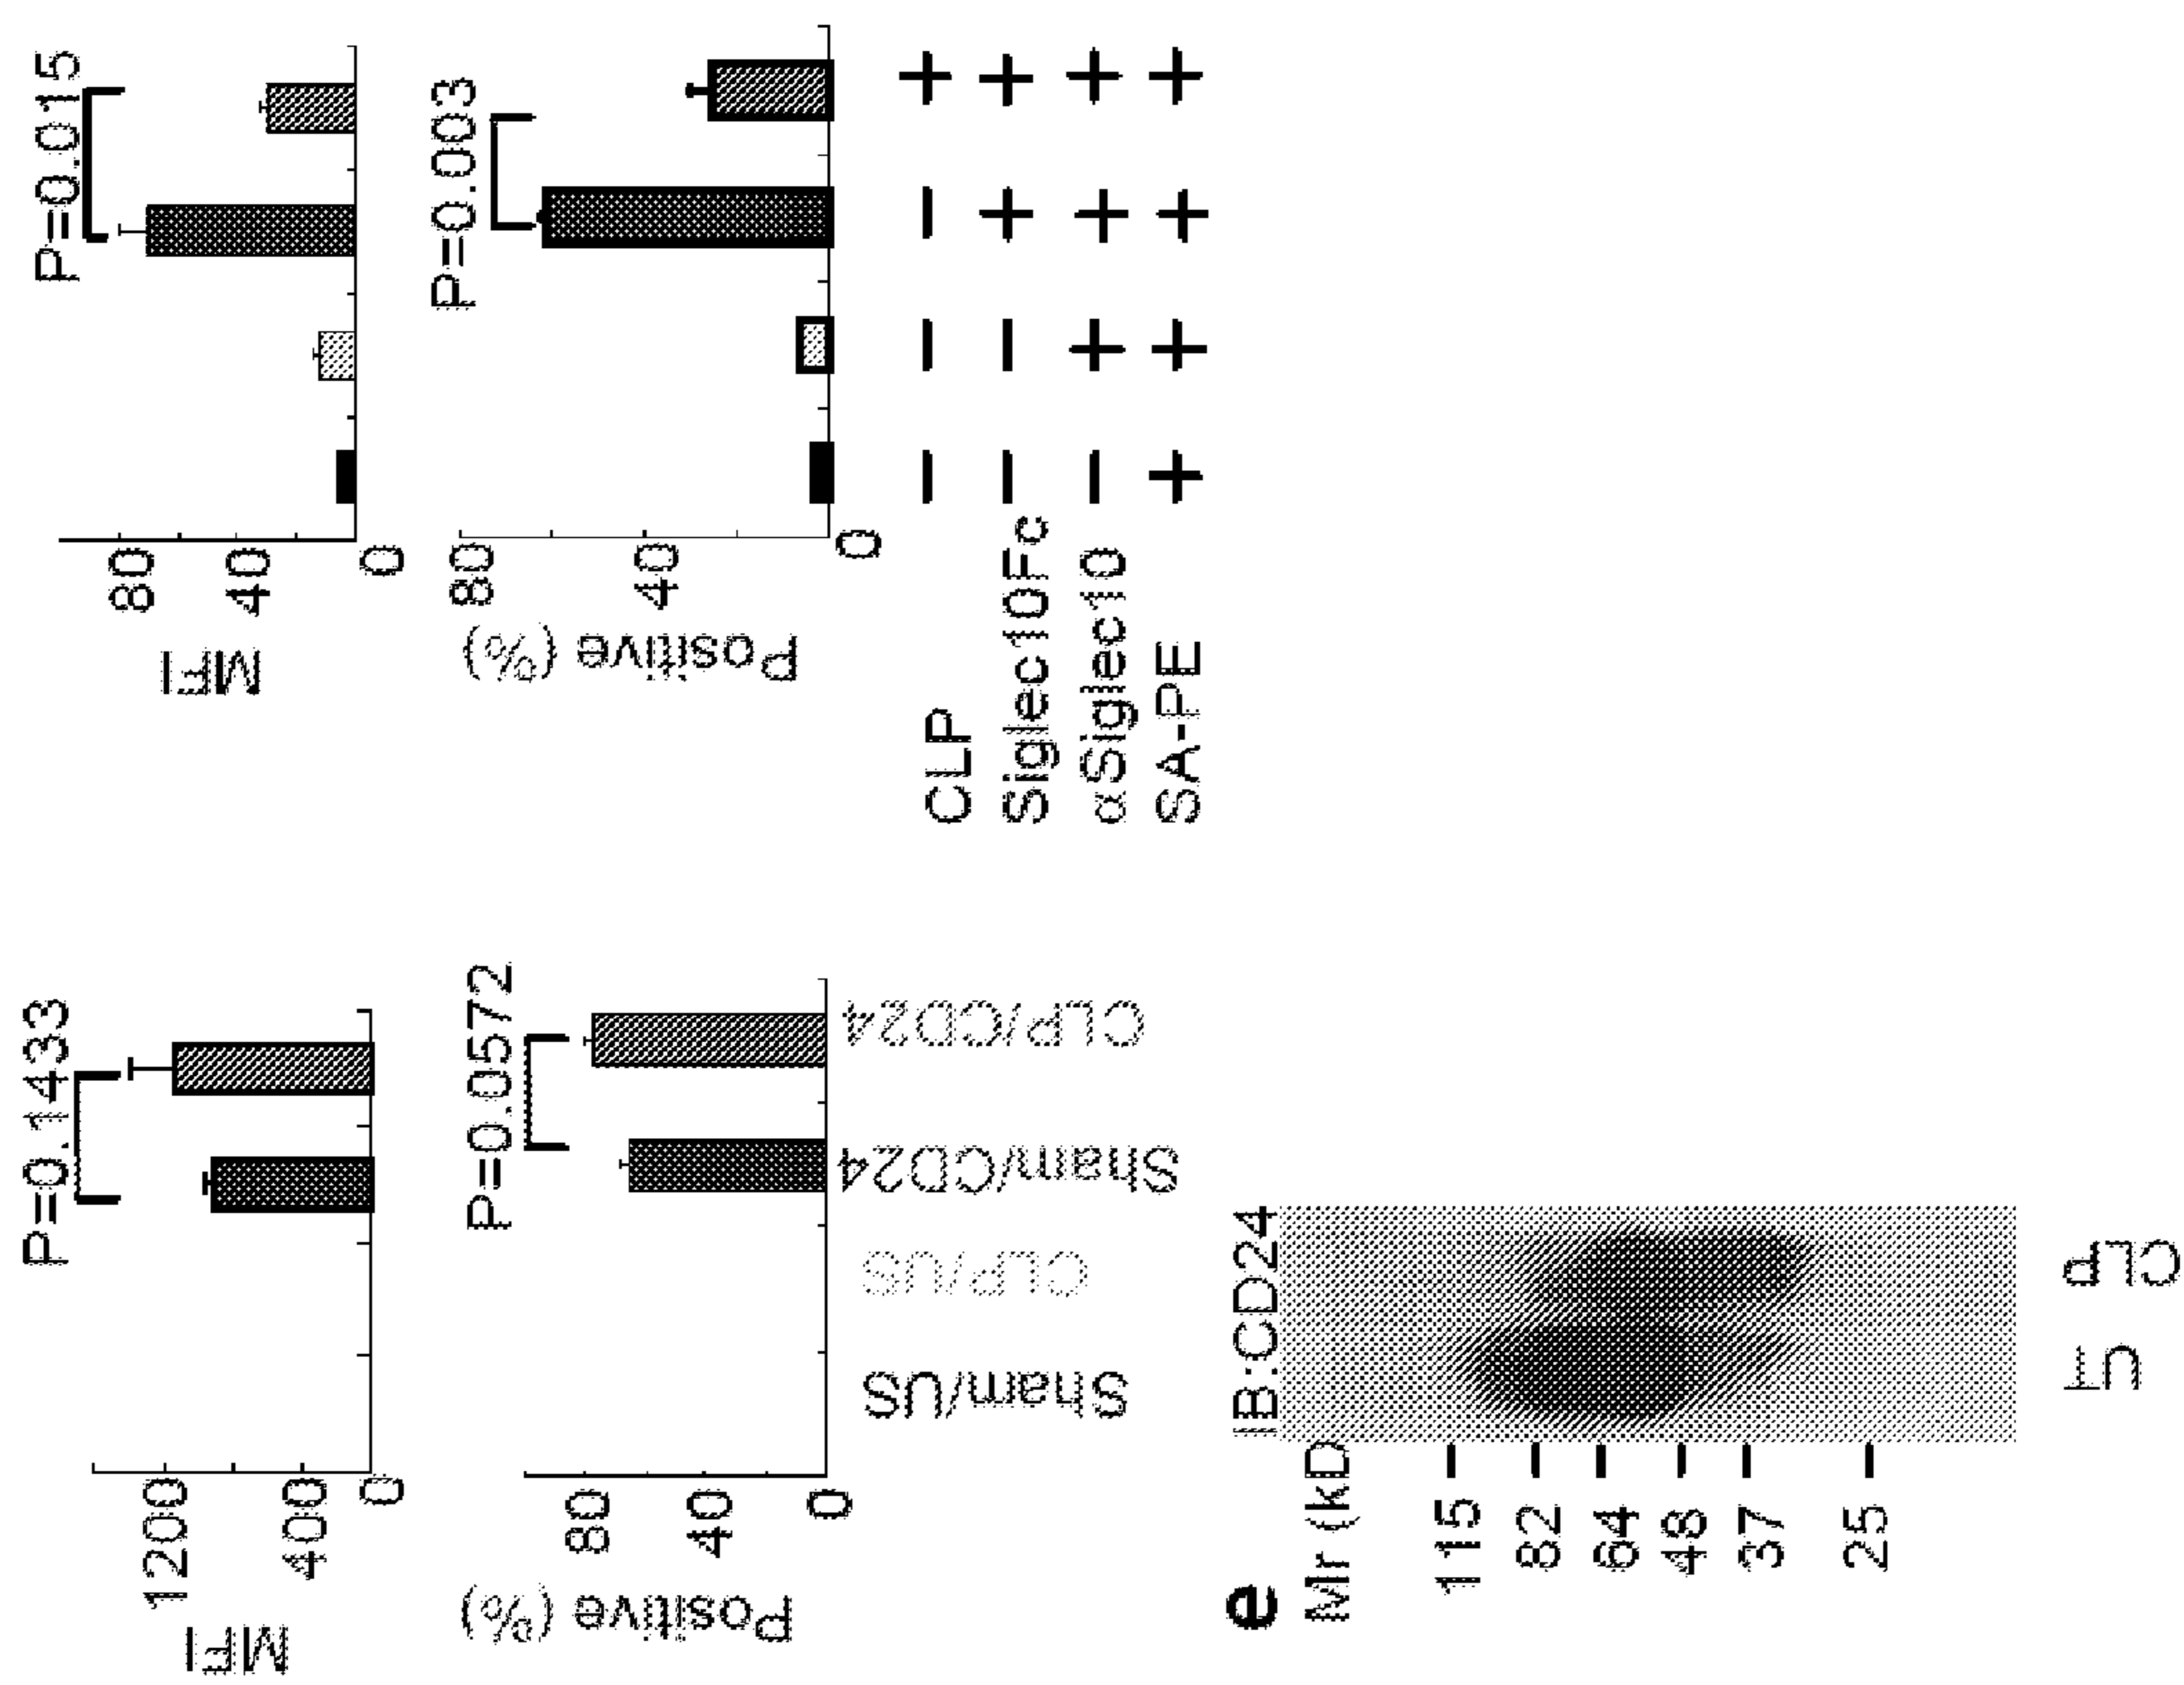 P=0.1433
MFI
1200
400
0
P=0.0572
Positive (%)
80
40
0
Sham/US
CLP/US
Sham/CD24
CLP/CD24
P=0.015
MFI
80
40
0
P=0.003
Positive (%)
80
40
0
CLP − − − +
Siglec10Fc − − + +
αSiglec10 − + + +
SA-PE + + + +
e
IB:CD24
Mr (kD
115
82
64
48
37
25
UT
CLP